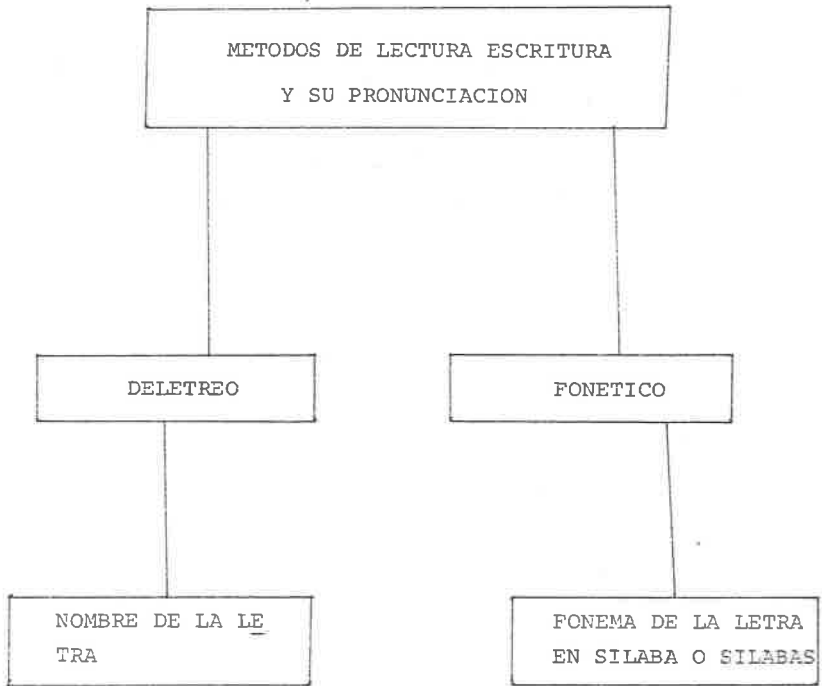 METODOS DE LECTURA ESCRITURA
Y SU PRONUNCIACION
DELETREO
FONETICO
NOMBRE DE LA LE
TRA
FONEMA DE LA LETRA
EN SILABA O SILABAS